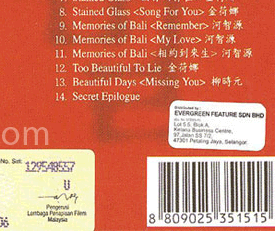 8. Stained Glass <Song For You> 金荷娜
9. Memories of Bali <Remember> 河智源
10. Memories of Bali <My Love> 河智源
11. Memories of Bali <相約到來生> 河智源
12. Too Beautiful To Lie 金荷娜
13. Beautiful Days <Missing You> 柳時元
14. Secret Epilogue
om
Distributed by :
EVERGREEN FEATURE SDN BHD
Lot 5.6, Blok A,
Kelana Business Centre,
97, Jalan SS 7/2,
47301 Petaling Jaya, Selangor.
No. Siri:
129548557
U
Pengerusi
Lembaga Penapisan Filem
Malaysia
8 809025 351515